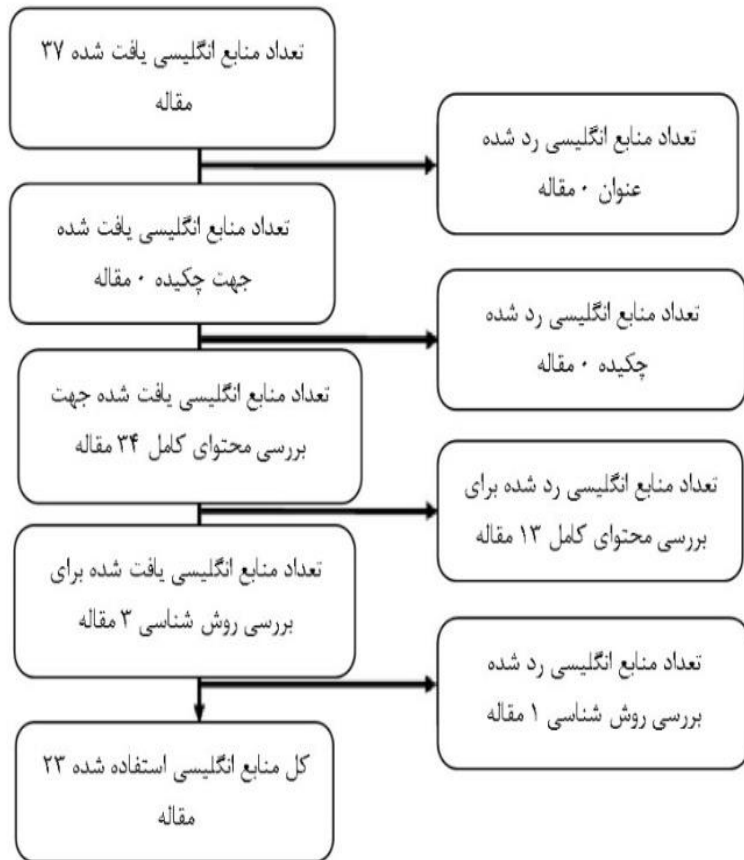 تعداد منابع انگلیسی یافت شده ۳۷
مقاله
تعداد منابع انگلیسی رد شده
عنوان ۰ مقاله
تعداد منابع انگلیسی یافت شده
جهت چکیده ۰ مقاله
تعداد منابع انگلیسی رد شده
چکیده ۰ مقاله
تعداد منابع انگلیسی یافت شده جهت
بررسی محتوای کامل ۳۴ مقاله
تعداد منابع انگلیسی رد شده برای
بررسی محتوای کامل ۱۳ مقاله
تعداد منابع انگلیسی یافت شده برای
بررسی روش شناسی ۳ مقاله
تعداد منابع انگلیسی رد شده
بررسی روش شناسی ۱ مقاله
کل منابع انگلیسی استفاده شده ۲۳
مقاله